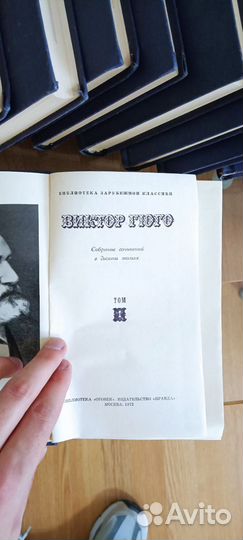 БИБЛИОТЕКА ЗАРУБЕЖНОЙ КЛАССИКИ
ВИКТОР ГЮГО
Собрание сочинений
в десяти томах
ТОМ
БИБЛИОТЕКА «ОГОНЕК». ИЗДАТЕЛЬСТВО «ПРАВДА»
МОСКВА. 1972
Avito